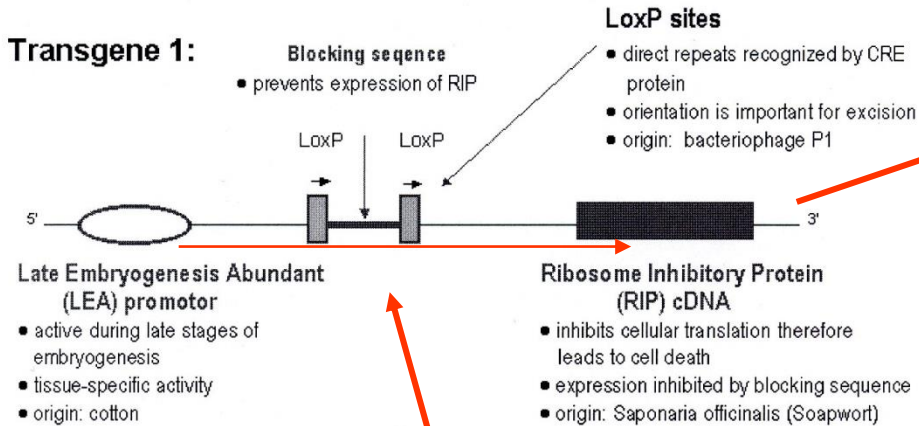 Transgene 1:
Blocking seqence
• prevents expression of RIP
LoxP sites
• direct repeats recognized by CRE
protein
• orientation is important for excision
• origin: bacteriophage P1
LoxP
LoxP
5'
3'
Late Embryogenesis Abundant
(LEA) promotor
• active during late stages of
embryogenesis
• tissue-specific activity
• origin: cotton
Ribosome Inhibitory Protein
(RIP) cDNA
• inhibits cellular translation therefore
leads to cell death
• expression inhibited by blocking sequence
• origin: Saponaria officinalis (Soapwort)